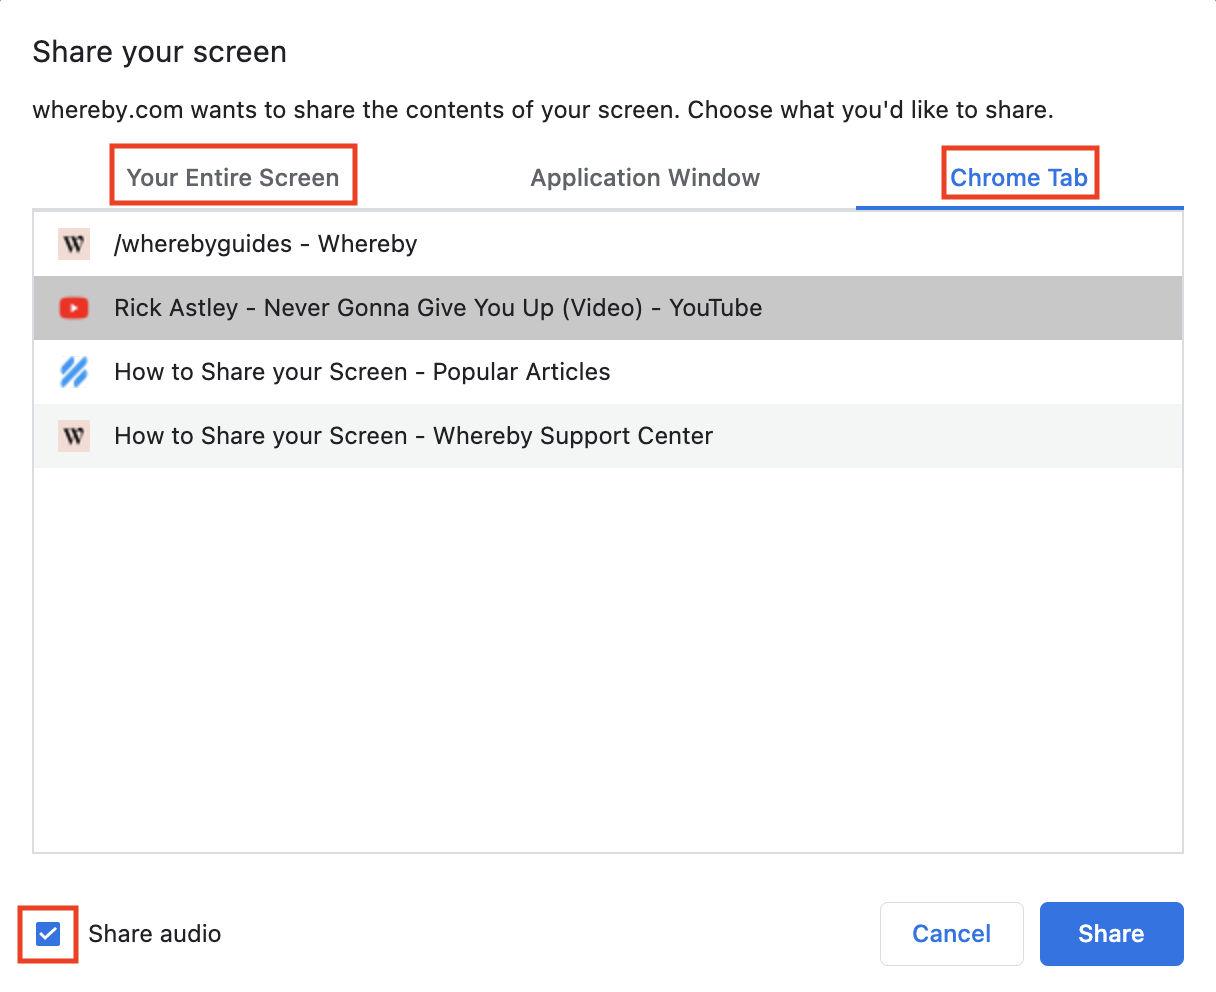 Share your screen
whereby.com wants to share the contents of your screen. Choose what you'd like to share.
Your Entire Screen
Application Window
Chrome Tab
W /wherebyguides - Whereby
Rick Astley - Never Gonna Give You Up (Video) - YouTube
How to Share your Screen - Popular Articles
W How to Share your Screen - Whereby Support Center
Share audio
Cancel
Share